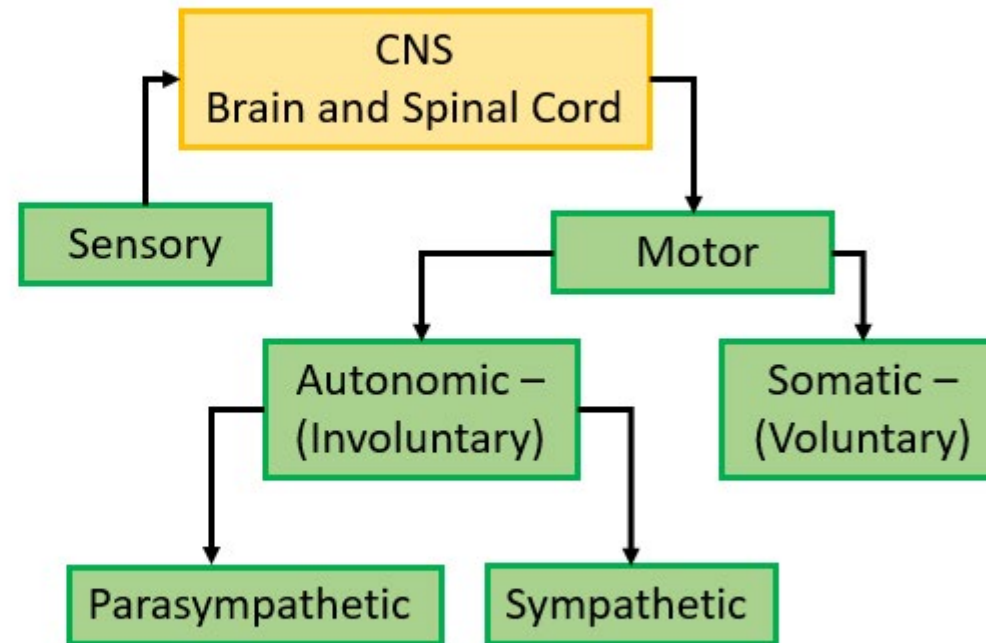 CNS
Brain and Spinal Cord
Sensory
Motor
Autonomic –
(Involuntary)
Somatic –
(Voluntary)
Parasympathetic
Sympathetic